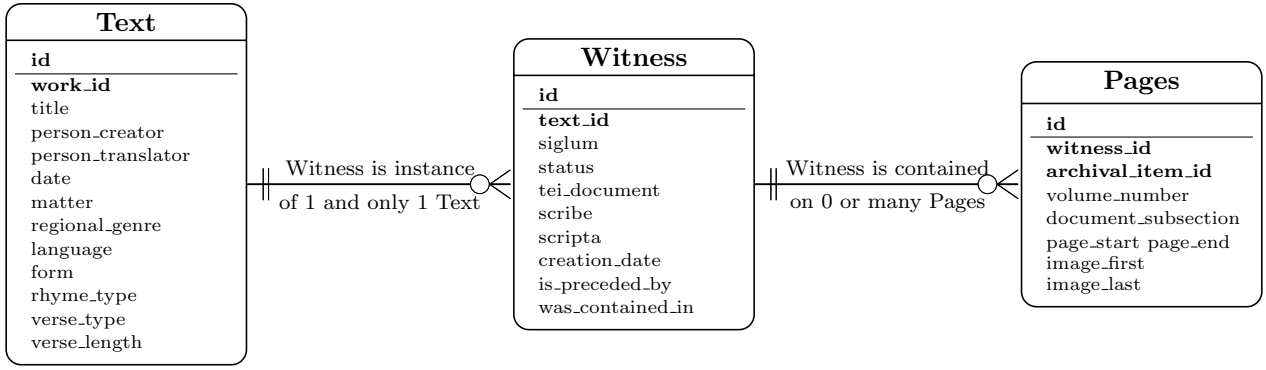 Text
id
work_id
title
person_creator
person_translator
date
matter
regional_genre
language
form
rhyme_type
verse_type
verse_length
Witness is instance
of 1 and only 1 Text
Witness
id
text_id
siglum
status
tei_document
scribe
scripta
creation_date
is_preceded_by
was_contained_in
Witness is contained
on 0 or many Pages
Pages
id
witness_id
archival_item_id
volume_number
document_subsection
page_start page_end
image_first
image_last